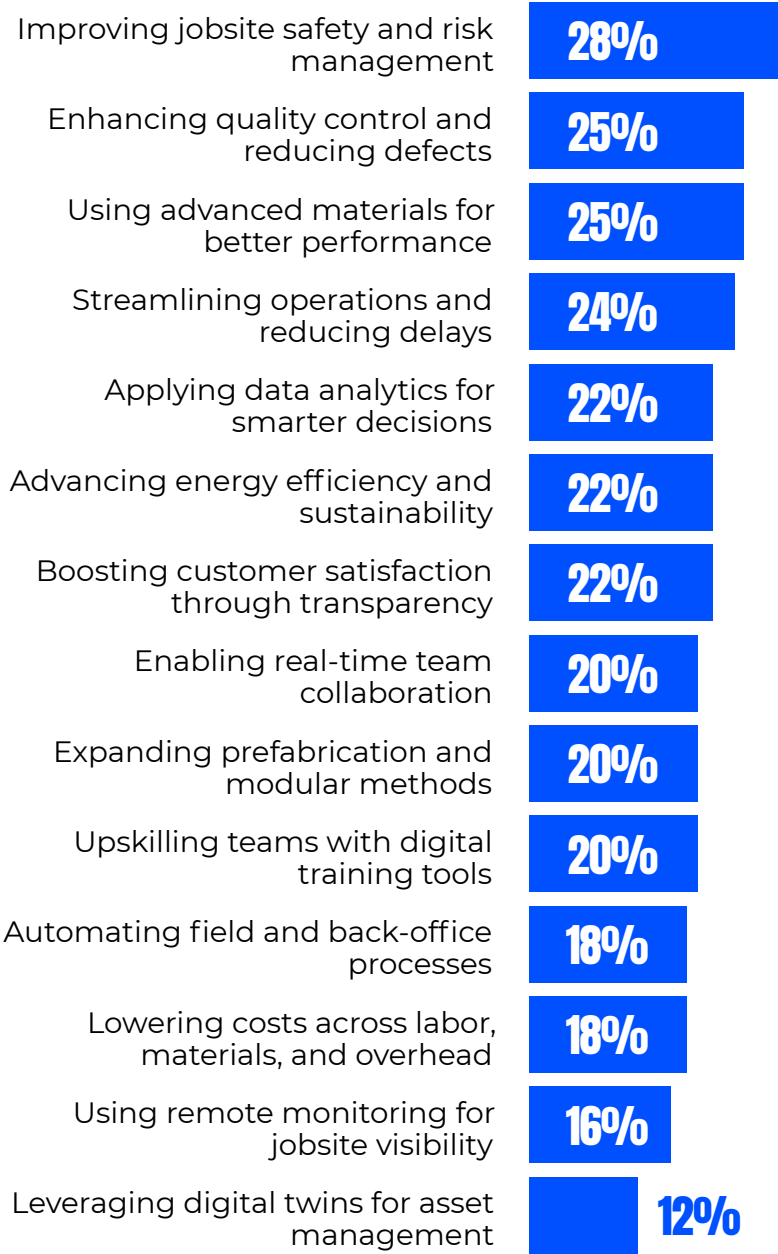 Improving jobsite safety and risk
management
28%
Enhancing quality control and
reducing defects
25%
Using advanced materials for
better performance
25%
Streamlining operations and
reducing delays
24%
Applying data analytics for
smarter decisions
22%
Advancing energy efficiency and
sustainability
22%
Boosting customer satisfaction
through transparency
22%
Enabling real-time team
collaboration
20%
Expanding prefabrication and
modular methods
20%
Upskilling teams with digital
training tools
20%
Automating field and back-office
processes
18%
Lowering costs across labor,
materials, and overhead
18%
Using remote monitoring for
jobsite visibility
16%
Leveraging digital twins for asset
management
12%